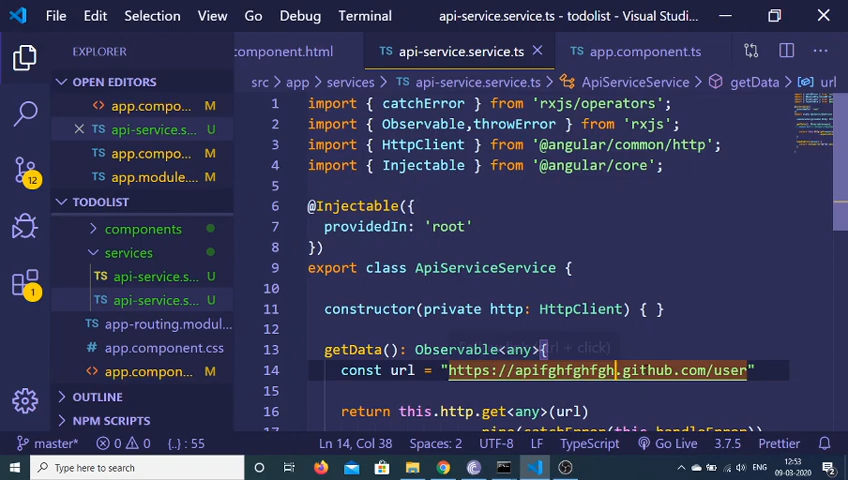 File Edit Selection View Go Debug Terminal api-service.service.ts - todolist - Visual Studi...
EXPLORER
component.html api-service.service.ts app.component.ts
OPEN EDITORS
src > app > services > api-service.service.ts > ApiServiceService > getData > url
app.compo... M
api-service.s... U
app.compo... M
app.module.... M
TODOLIST
components
services
api-service.s... U
api-service.s... U
app-routing.modul...
app.component.css
app.component.html
OUTLINE
NPM SCRIPTS
12
1
1 import { catchError } from 'rxjs/operators';
2 import { Observable,throwError } from 'rxjs';
3 import { HttpClient } from '@angular/common/http';
4 import { Injectable } from '@angular/core';
5
6 @Injectable({
7 providedIn: 'root'
8 })
9 export class ApiServiceService {
10
11 constructor(private http: HttpClient) { }
12
13 getData(): Observable<any>{
14 const url = "https://apifghfghfgh.github.com/user"
15
16 return this.http.get<any>(url)
.pipe(catchError(this.handleError))
master* 0 0 {..} : 55 Ln 14, Col 38 Spaces: 2 UTF-8 LF TypeScript Go Live 3.7.5 Prettier
Type here to search
ENG
12:53
09-03-2020